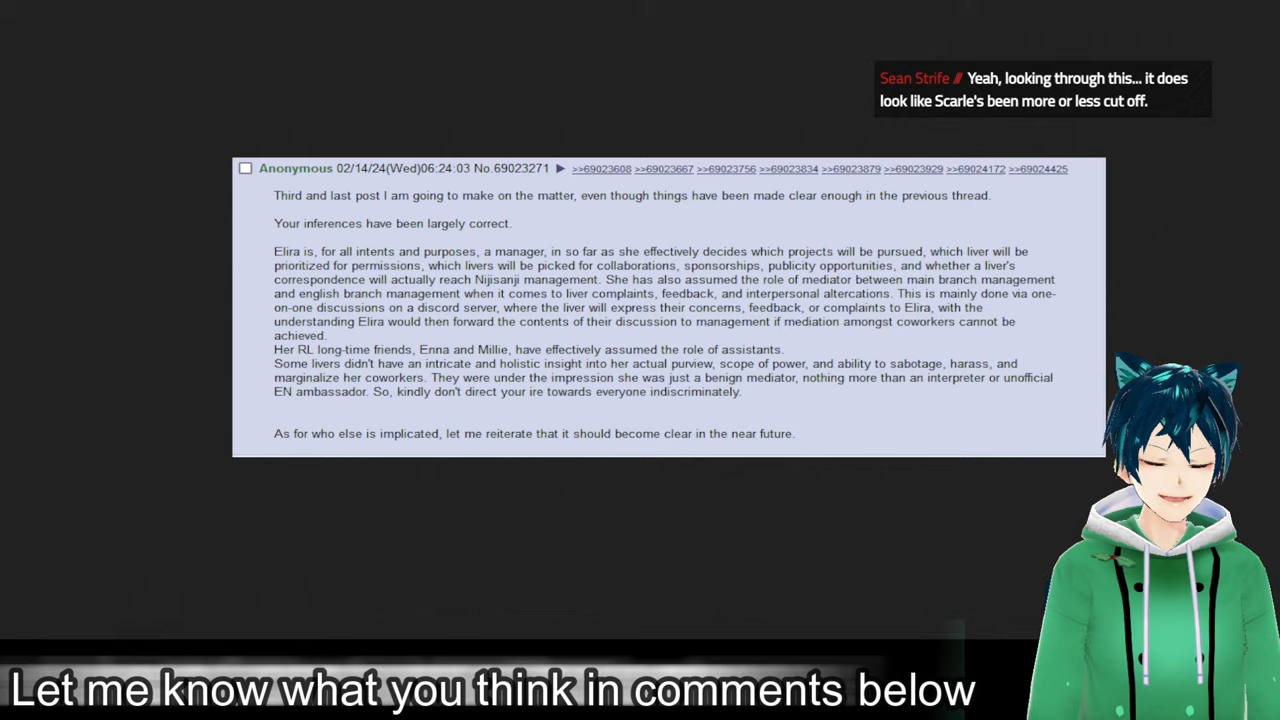 Sean Strife // Yeah, looking through this... it does
look like Scarle's been more or less cut off.
Anonymous 02/14/24(Wed)06:24:03 No.69023271 ▶ >>69023608 >>69023667 >>69023756 >>69023834 >>69023879 >>69023929 >>69024172 >>69024425
Third and last post I am going to make on the matter, even though things have been made clear enough in the previous thread.
Your inferences have been largely correct.
Elira is, for all intents and purposes, a manager, in so far as she effectively decides which projects will be pursued, which liver will be
prioritized for permissions, which livers will be picked for collaborations, sponsorships, publicity opportunities, and whether a liver's
correspondence will actually reach Nijisanji management. She has also assumed the role of mediator between main branch management
and english branch management when it comes to liver complaints, feedback, and interpersonal altercations. This is mainly done via one-
on-one discussions on a discord server, where the liver will express their concerns, feedback, or complaints to Elira, with the
understanding Elira would then forward the contents of their discussion to management if mediation amongst coworkers cannot be
achieved.
Her RL long-time friends, Enna and Millie, have effectively assumed the role of assistants.
Some livers didn't have an intricate and holistic insight into her actual purview, scope of power, and ability to sabotage, harass, and
marginalize her coworkers. They were under the impression she was just a benign mediator, nothing more than an interpreter or unofficial
EN ambassador. So, kindly don't direct your ire towards everyone indiscriminately.
As for who else is implicated, let me reiterate that it should become clear in the near future.
Let me know what you think in comments below